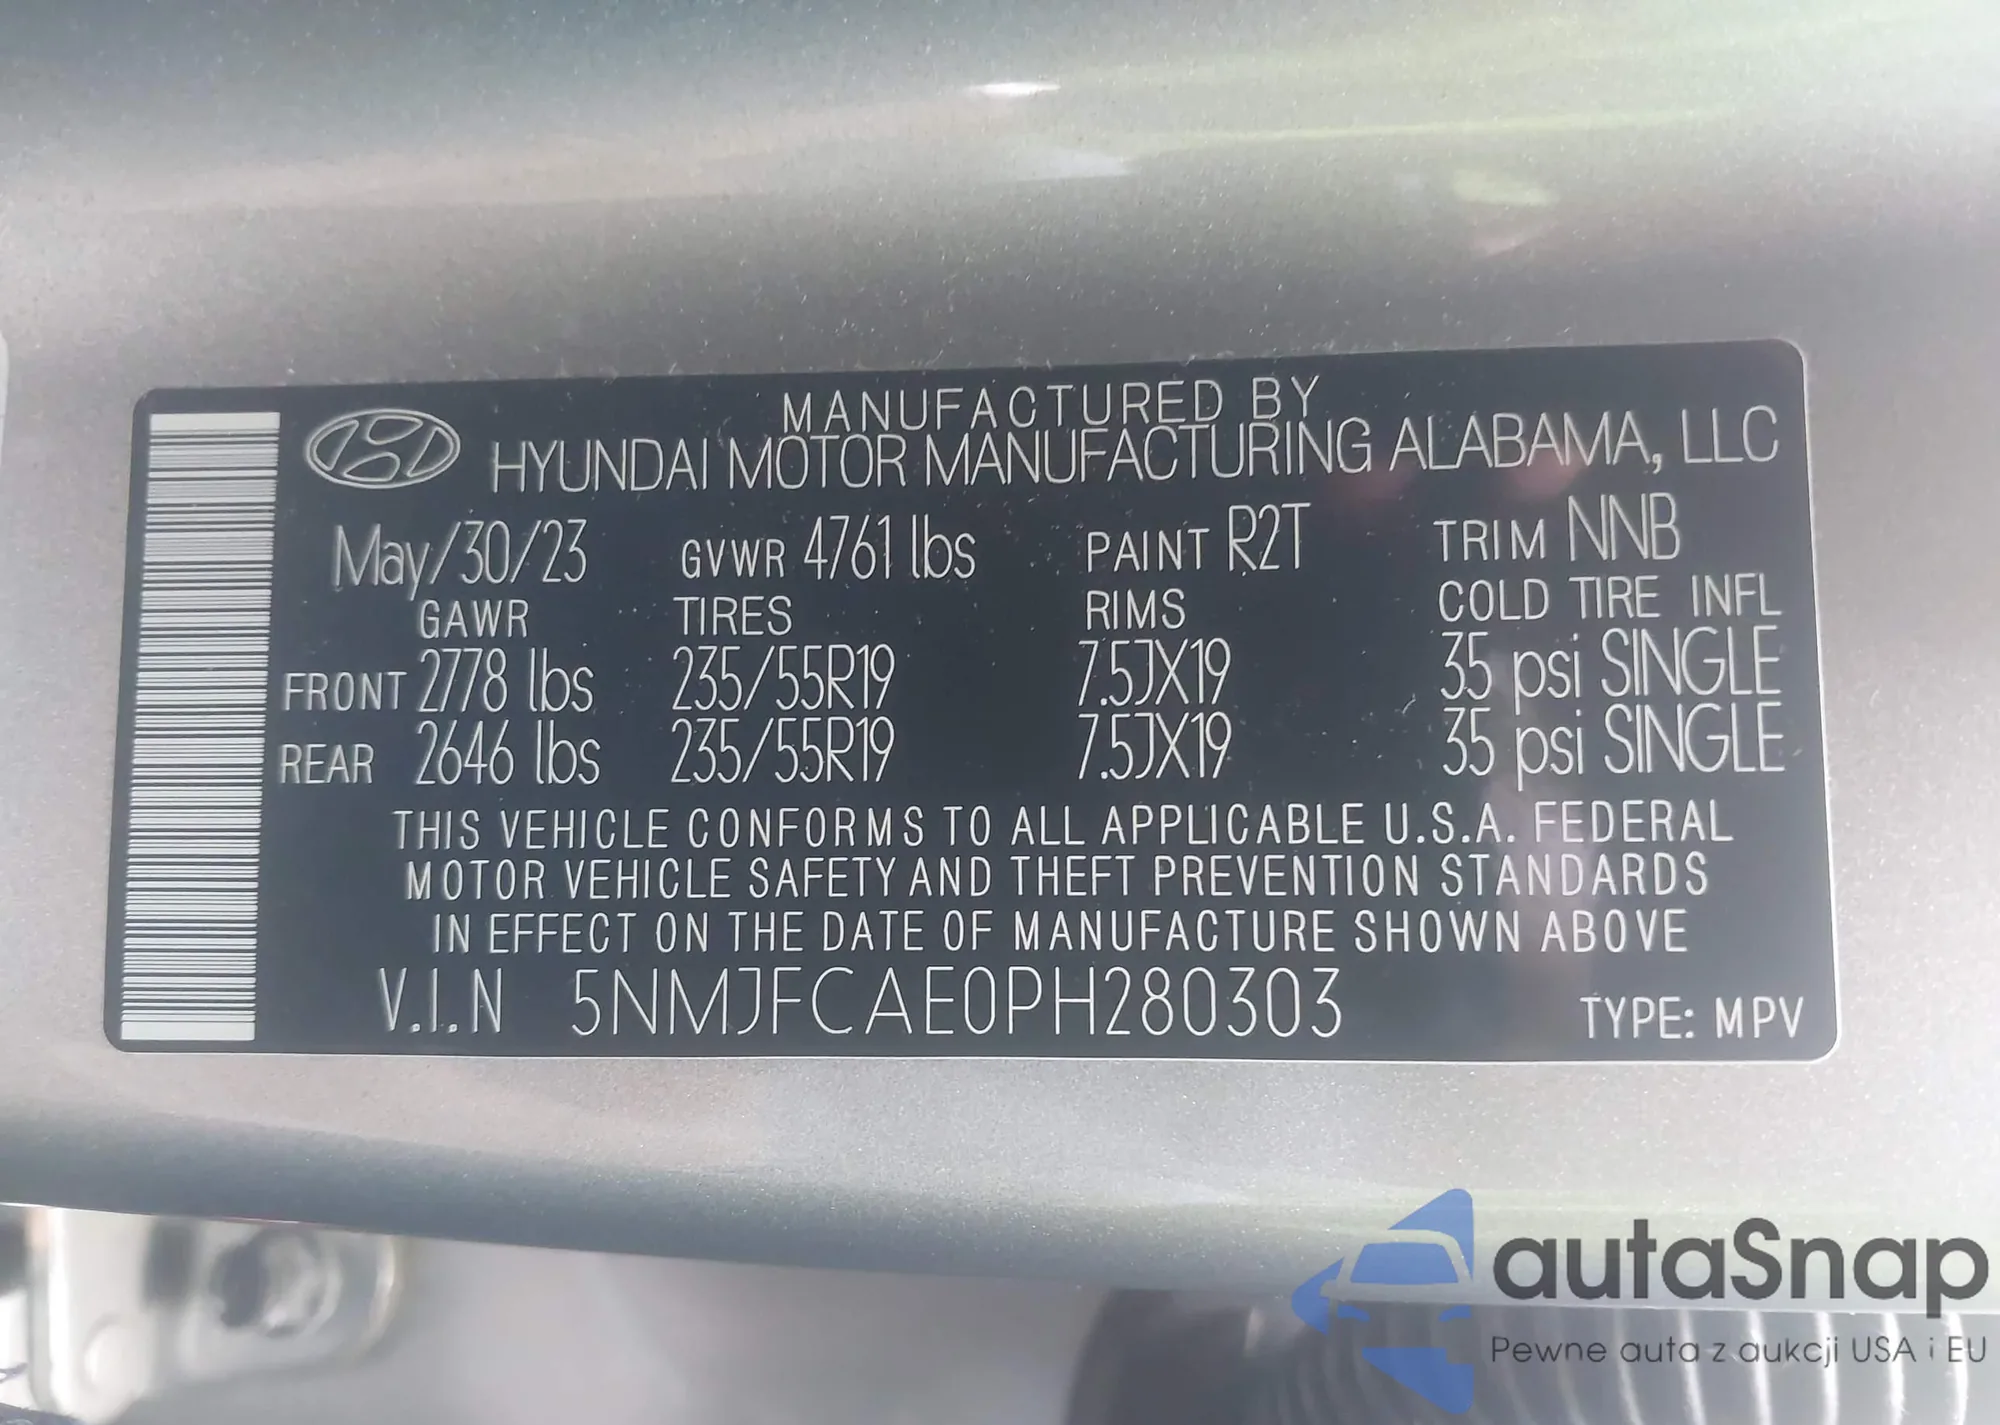 MANUFACTURED BY
HYUNDAI MOTOR MANUFACTURING ALABAMA, LLC
May/30/23 GVWR 4761 lbs PAINT R2T TRIM NNB
GAWR TIRES RIMS COLD TIRE INFL
FRONT 2778 lbs 235/55R19 7.5JX19 35 psi SINGLE
REAR 2646 lbs 235/55R19 7.5JX19 35 psi SINGLE
THIS VEHICLE CONFORMS TO ALL APPLICABLE U.S.A. FEDERAL
MOTOR VEHICLE SAFETY AND THEFT PREVENTION STANDARDS
IN EFFECT ON THE DATE OF MANUFACTURE SHOWN ABOVE
V.I.N 5NMJFCAE0PH280303 TYPE: MPV
autaSnap
Pewne auta z aukcji USA i EU